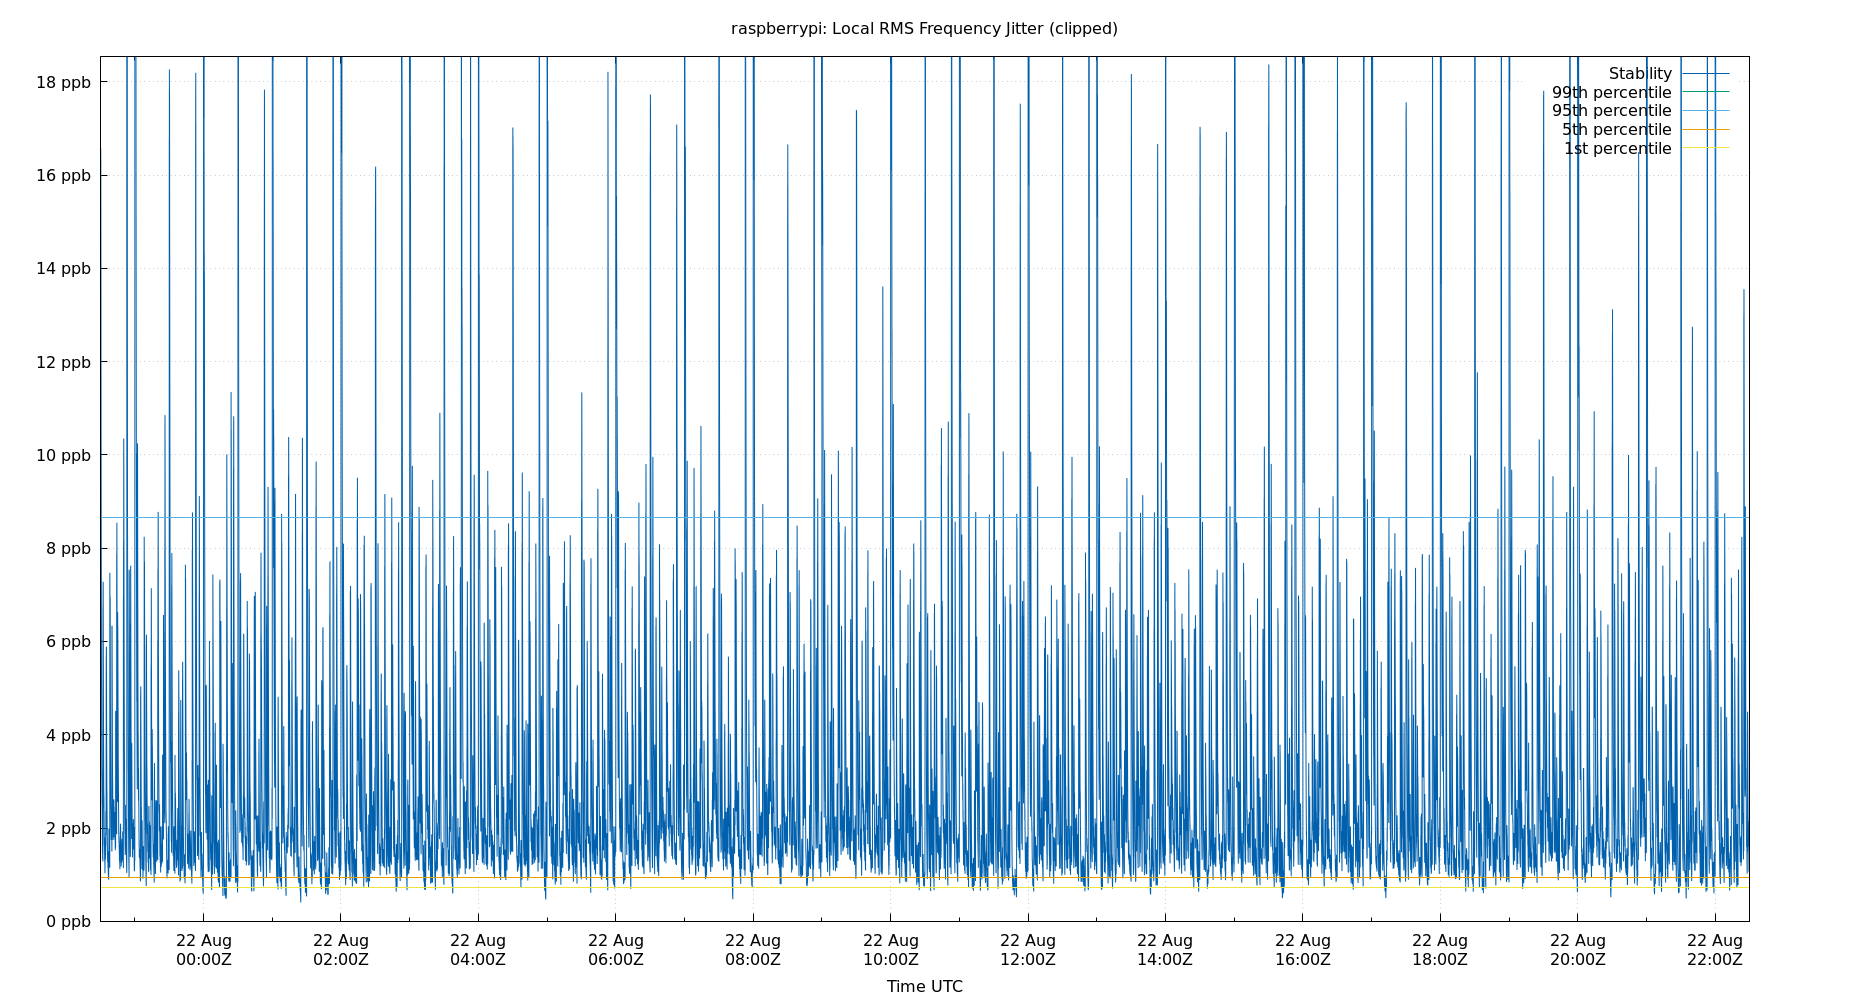 raspberrypi: Local RMS Frequency Jitter (clipped)
18 ppb
16 ppb
14 ppb
12 ppb
10 ppb
8 ppb
6 ppb
4 ppb
2 ppb
0 ppb
Stability
99th percentile
95th percentile
5th percentile
1st percentile
22 Aug 22 Aug 22 Aug 22 Aug 22 Aug 22 Aug 22 Aug 22 Aug 22 Aug 22 Aug 22 Aug 22 Aug
00:00Z 02:00Z 04:00Z 06:00Z 08:00Z 10:00Z 12:00Z 14:00Z 16:00Z 18:00Z 20:00Z 22:00Z
Time UTC